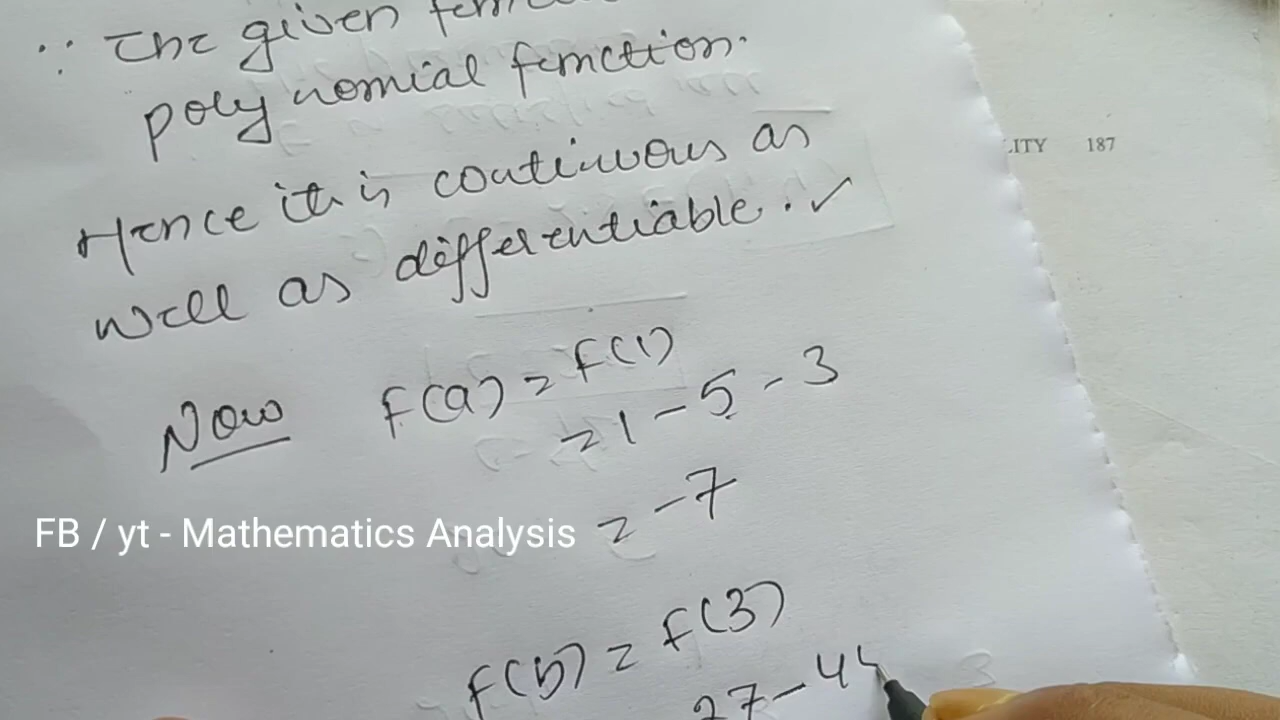 ∵ The given
polynomial function.
Hence it is continuous as
well as differentiable. ✓
LITY 187
Now f(a) = f(1)
= 1 - 5 - 3
= -7
FB / yt - Mathematics Analysis
f(b) = f(3)
27 - 4